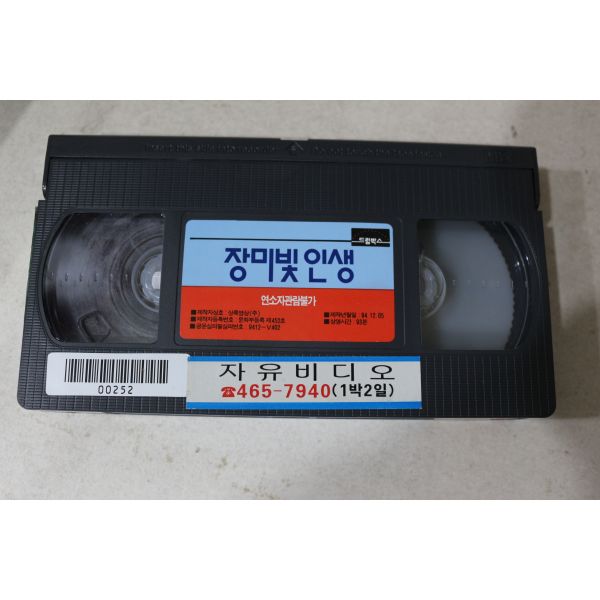 드림박스
장미빛 인생
연소자관람불가
■제작자상호 : 상록영상(주)
■제작자등록번호 : 문화부등록 제453호
■공윤심의필심의번호 : 9412-V402
■제작년월일 : 94. 12. 05
■상영시간 : 93분
00252
자유비디오
☎465-7940(1박2일)